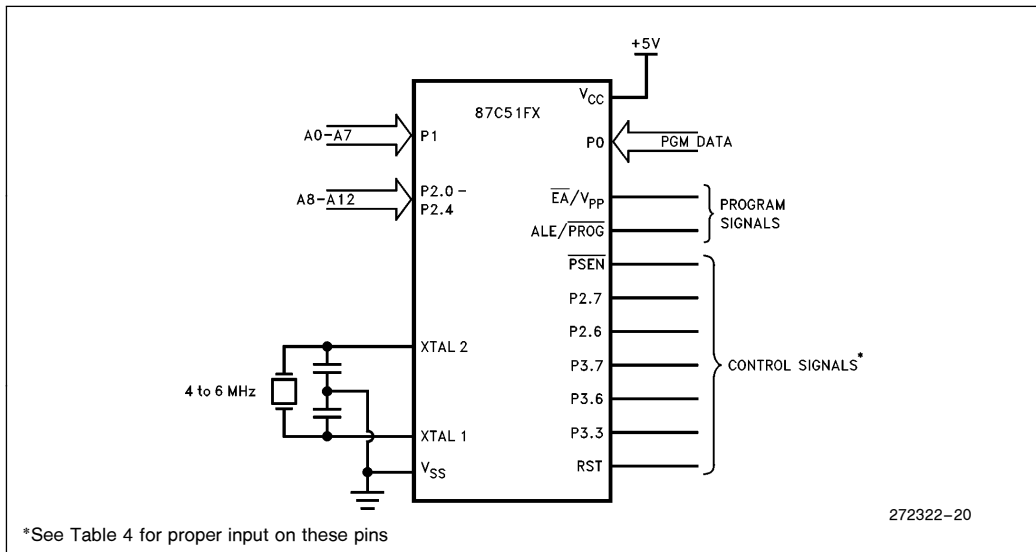 +5V
VCC
87C51FX
A0-A7
P1
P0
PGM DATA
A8-A12
P2.0-
P2.4
EA/VPP
PROGRAM
SIGNALS
ALE/PROG
PSEN
P2.7
P2.6
XTAL 2
P3.7
CONTROL SIGNALS*
4 to 6 MHz
P3.6
XTAL 1
P3.3
VSS
RST
*See Table 4 for proper input on these pins
272322-20